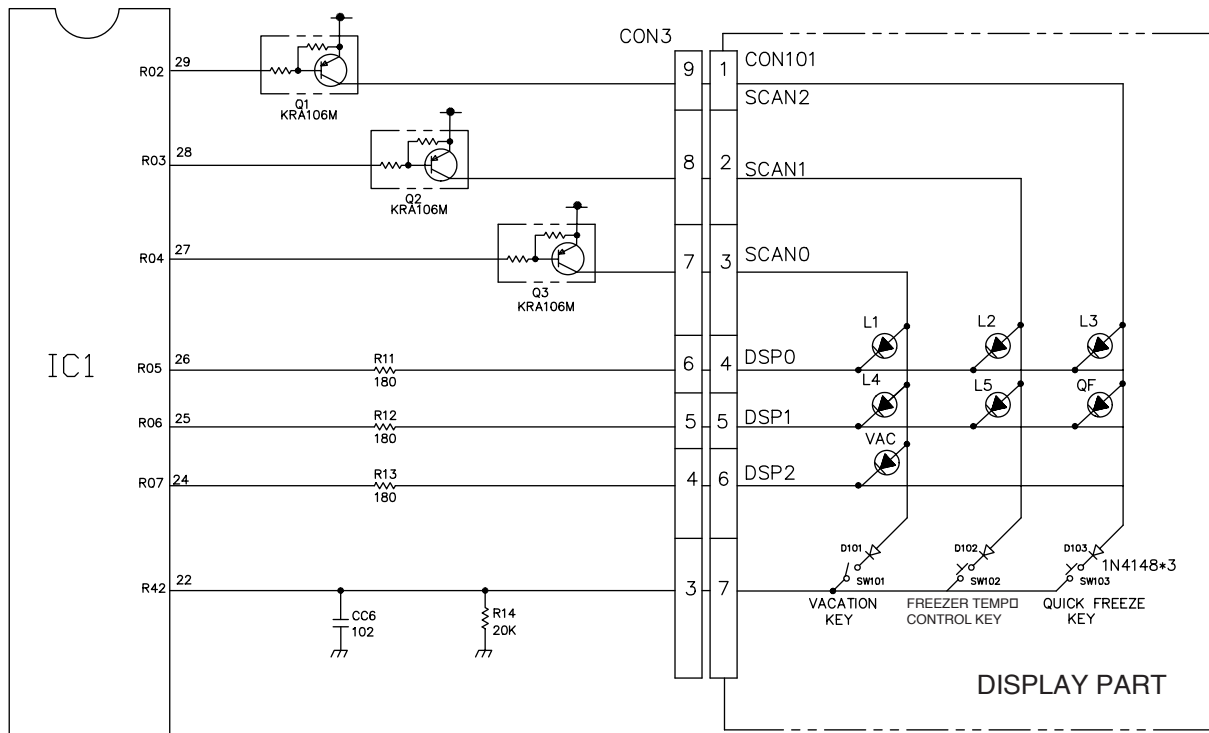 CON3
CON101
R02
29
Q1
KRA106M
9
1
SCAN2
R03
28
Q2
KRA106M
8
2
SCAN1
R04
27
Q3
KRA106M
7
3
SCAN0
IC1
L1
L2
L3
R05
26
R11
180
6
4
DSP0
L4
L5
QF
R06
25
R12
180
5
5
DSP1
VAC
R07
24
R13
180
4
6
DSP2
D101
D102
D103
1N4148*3
SW101
SW102
SW103
R42
22
3
7
VACATION
KEY
FREEZER TEMP□
CONTROL KEY
QUICK FREEZE
KEY
CC6
102
R14
20K
DISPLAY PART